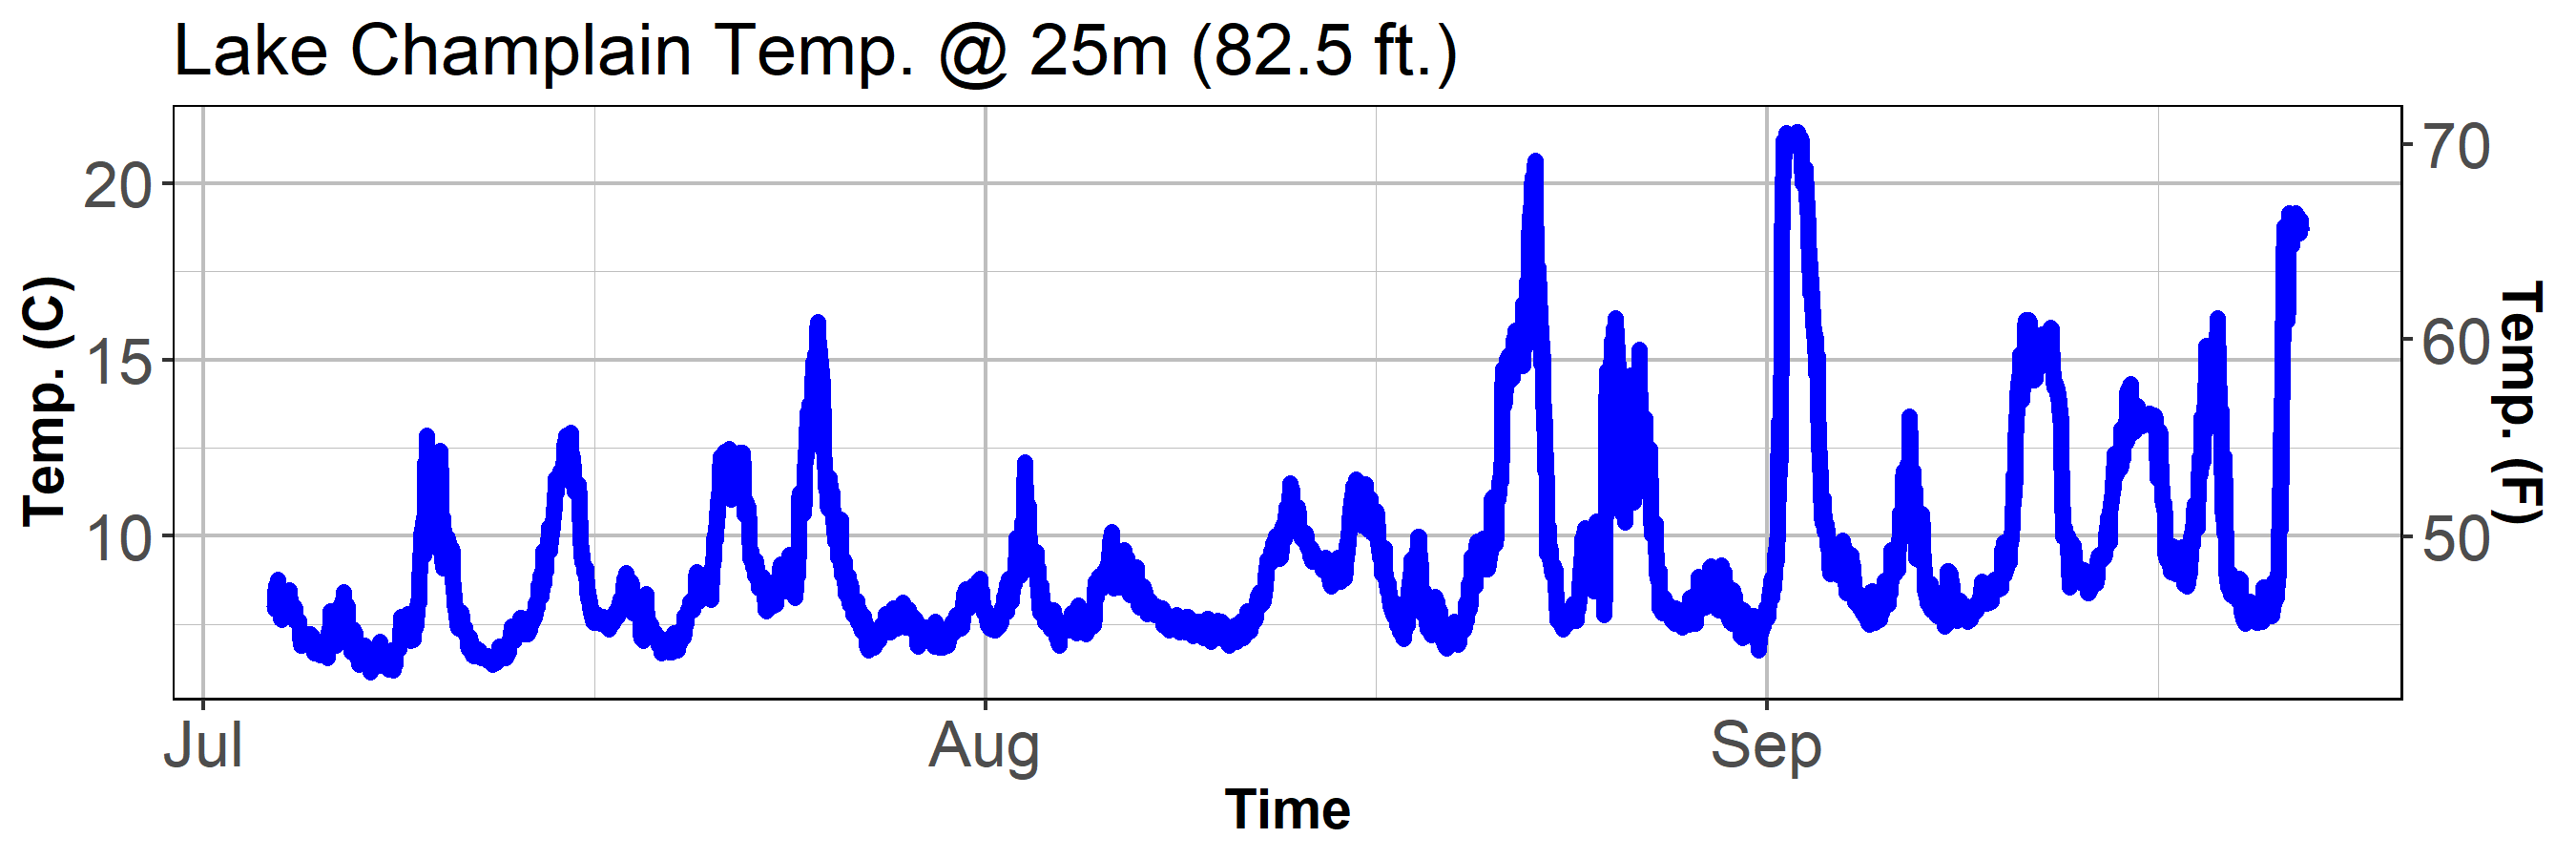 Lake Champlain Temp. @ 25m (82.5 ft.)
Temp. (C)
20
15
10
70
60
50
Temp. (F)
Jul
Aug
Sep
Time